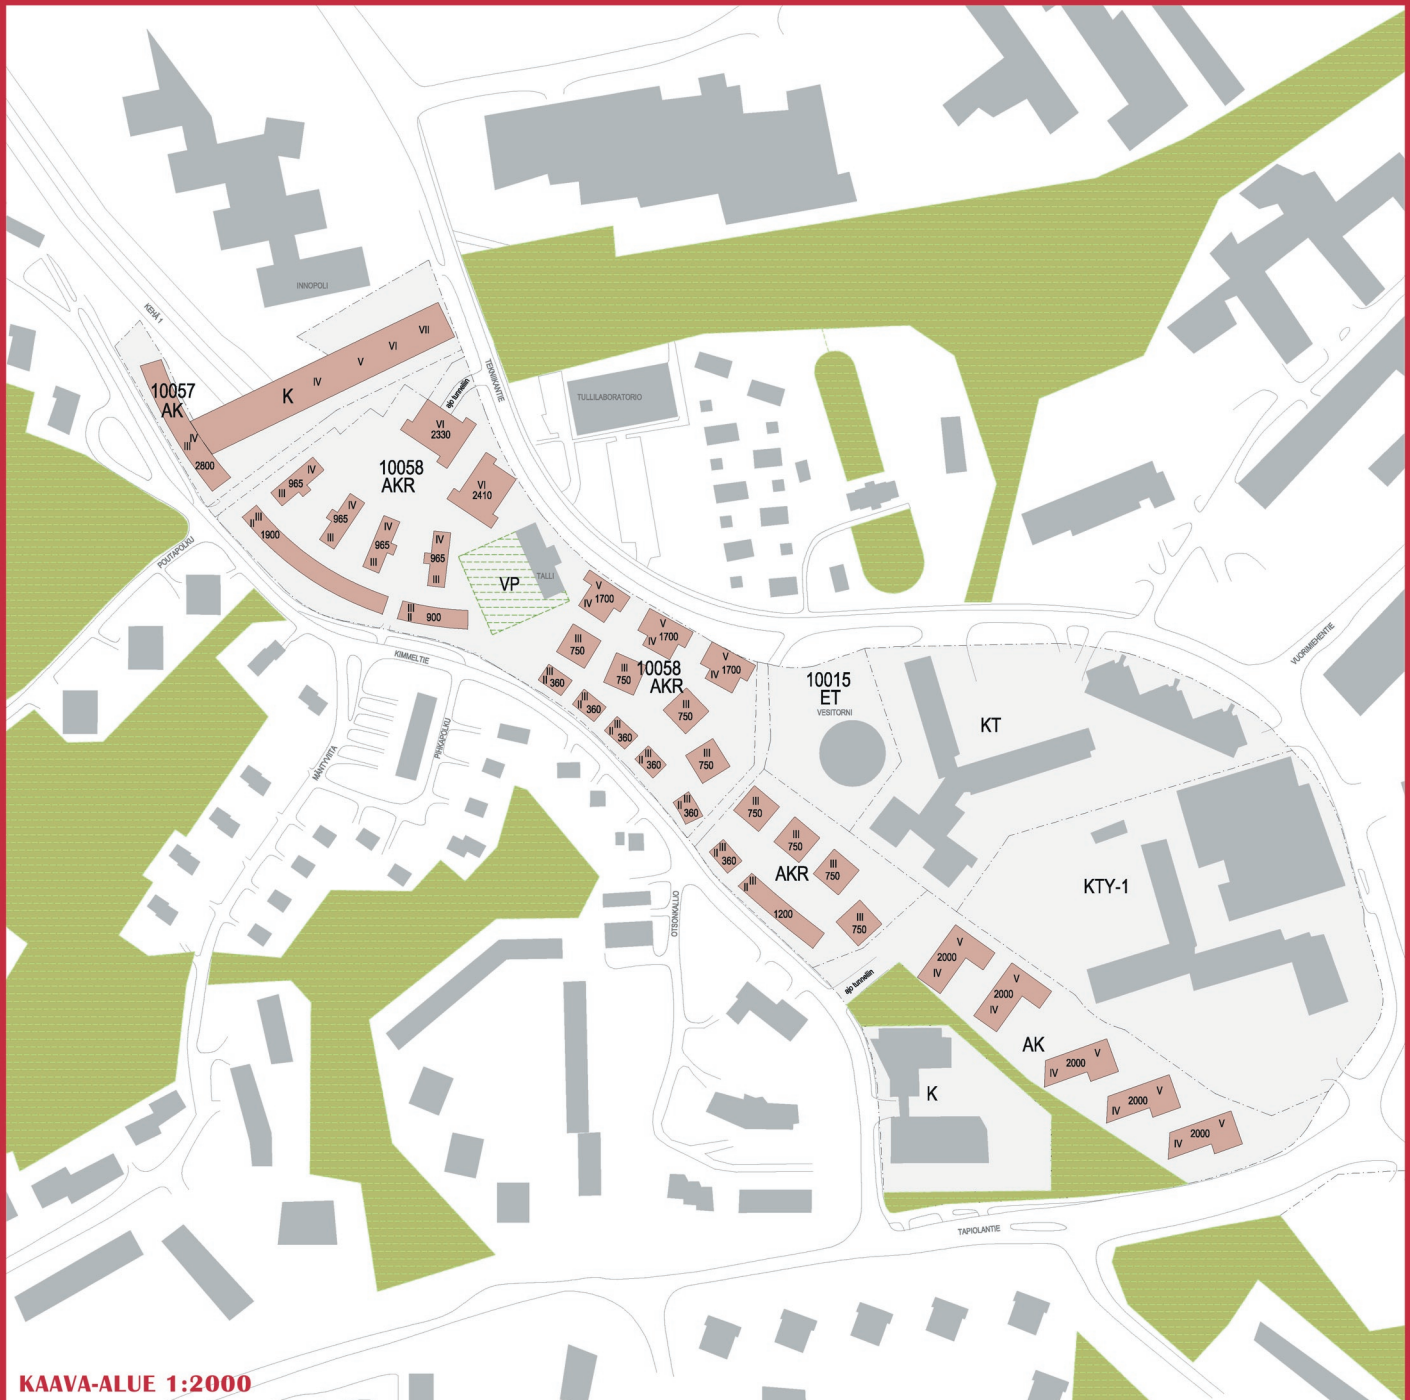 INNOPOLI
KEHÄ 1
VII
VI
V
IV
K
TEKNIIKANTIE
10057
AK
IV
III
2800
ajo tunneliin
VI
2330
TULLILABORATORIO
10058
AKR
IV
965
III
VI
2410
IV
965
III
IV
965
III
IV
965
III
III
II
1900
III
II
900
POUTAPOLKU
VP
TALLI
KIMMELTIE
V
IV
1700
V
IV
1700
V
IV
1700
III
750
III
750
10058
AKR
III
750
III
750
III
II
360
III
II
360
III
II
360
III
II
360
III
II
360
10015
ET
VESITORNI
KT
VUORIMIEHENTIE
MÄNTYVIITA
PIHKAPOLKU
III
750
III
750
III
750
III
750
III
II
360
AKR
III
II
1200
KTY-1
OTSONKALLIO
ajo tunneliin
V
2000
IV
V
2000
IV
AK
V
2000
IV
V
2000
IV
V
2000
IV
K
TAPIOLANTIE
KAAVA-ALUE 1:2000